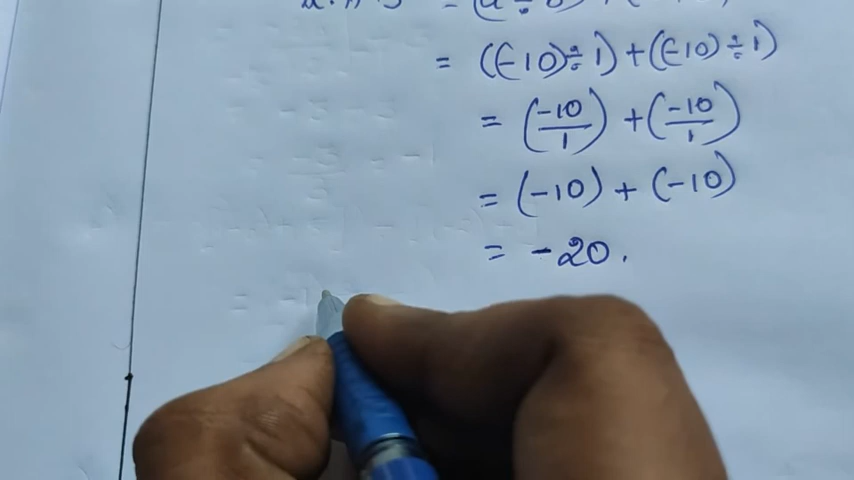 = ((-10) ÷ 1) + ((-10) ÷ 1)
= (-10/1) + (-10/1)
= (-10) + (-10)
= -20.